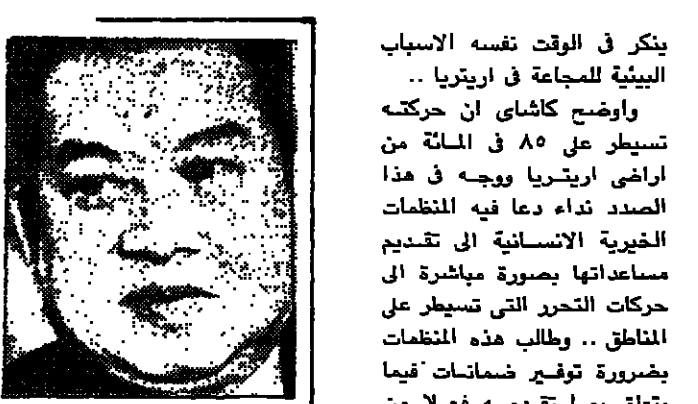 ينكر فى الوقت نفسه الاسباب
البيئية للمجاعة فى اريتريا ..
واوضح كاشاى ان حركته
تسيطر على ٨٥ فى المائة من
اراضى اريتريا ووجه فى هذا
الصدد نداء دعا فيه المنظمات
الخيرية الانسانية الى تقديم
مساعداتها بصورة مباشرة الى
حركات التحرر التى تسيطر على
المناطق .. وطالب هذه المنظمات
بضرورة توفير ضمانات فيما